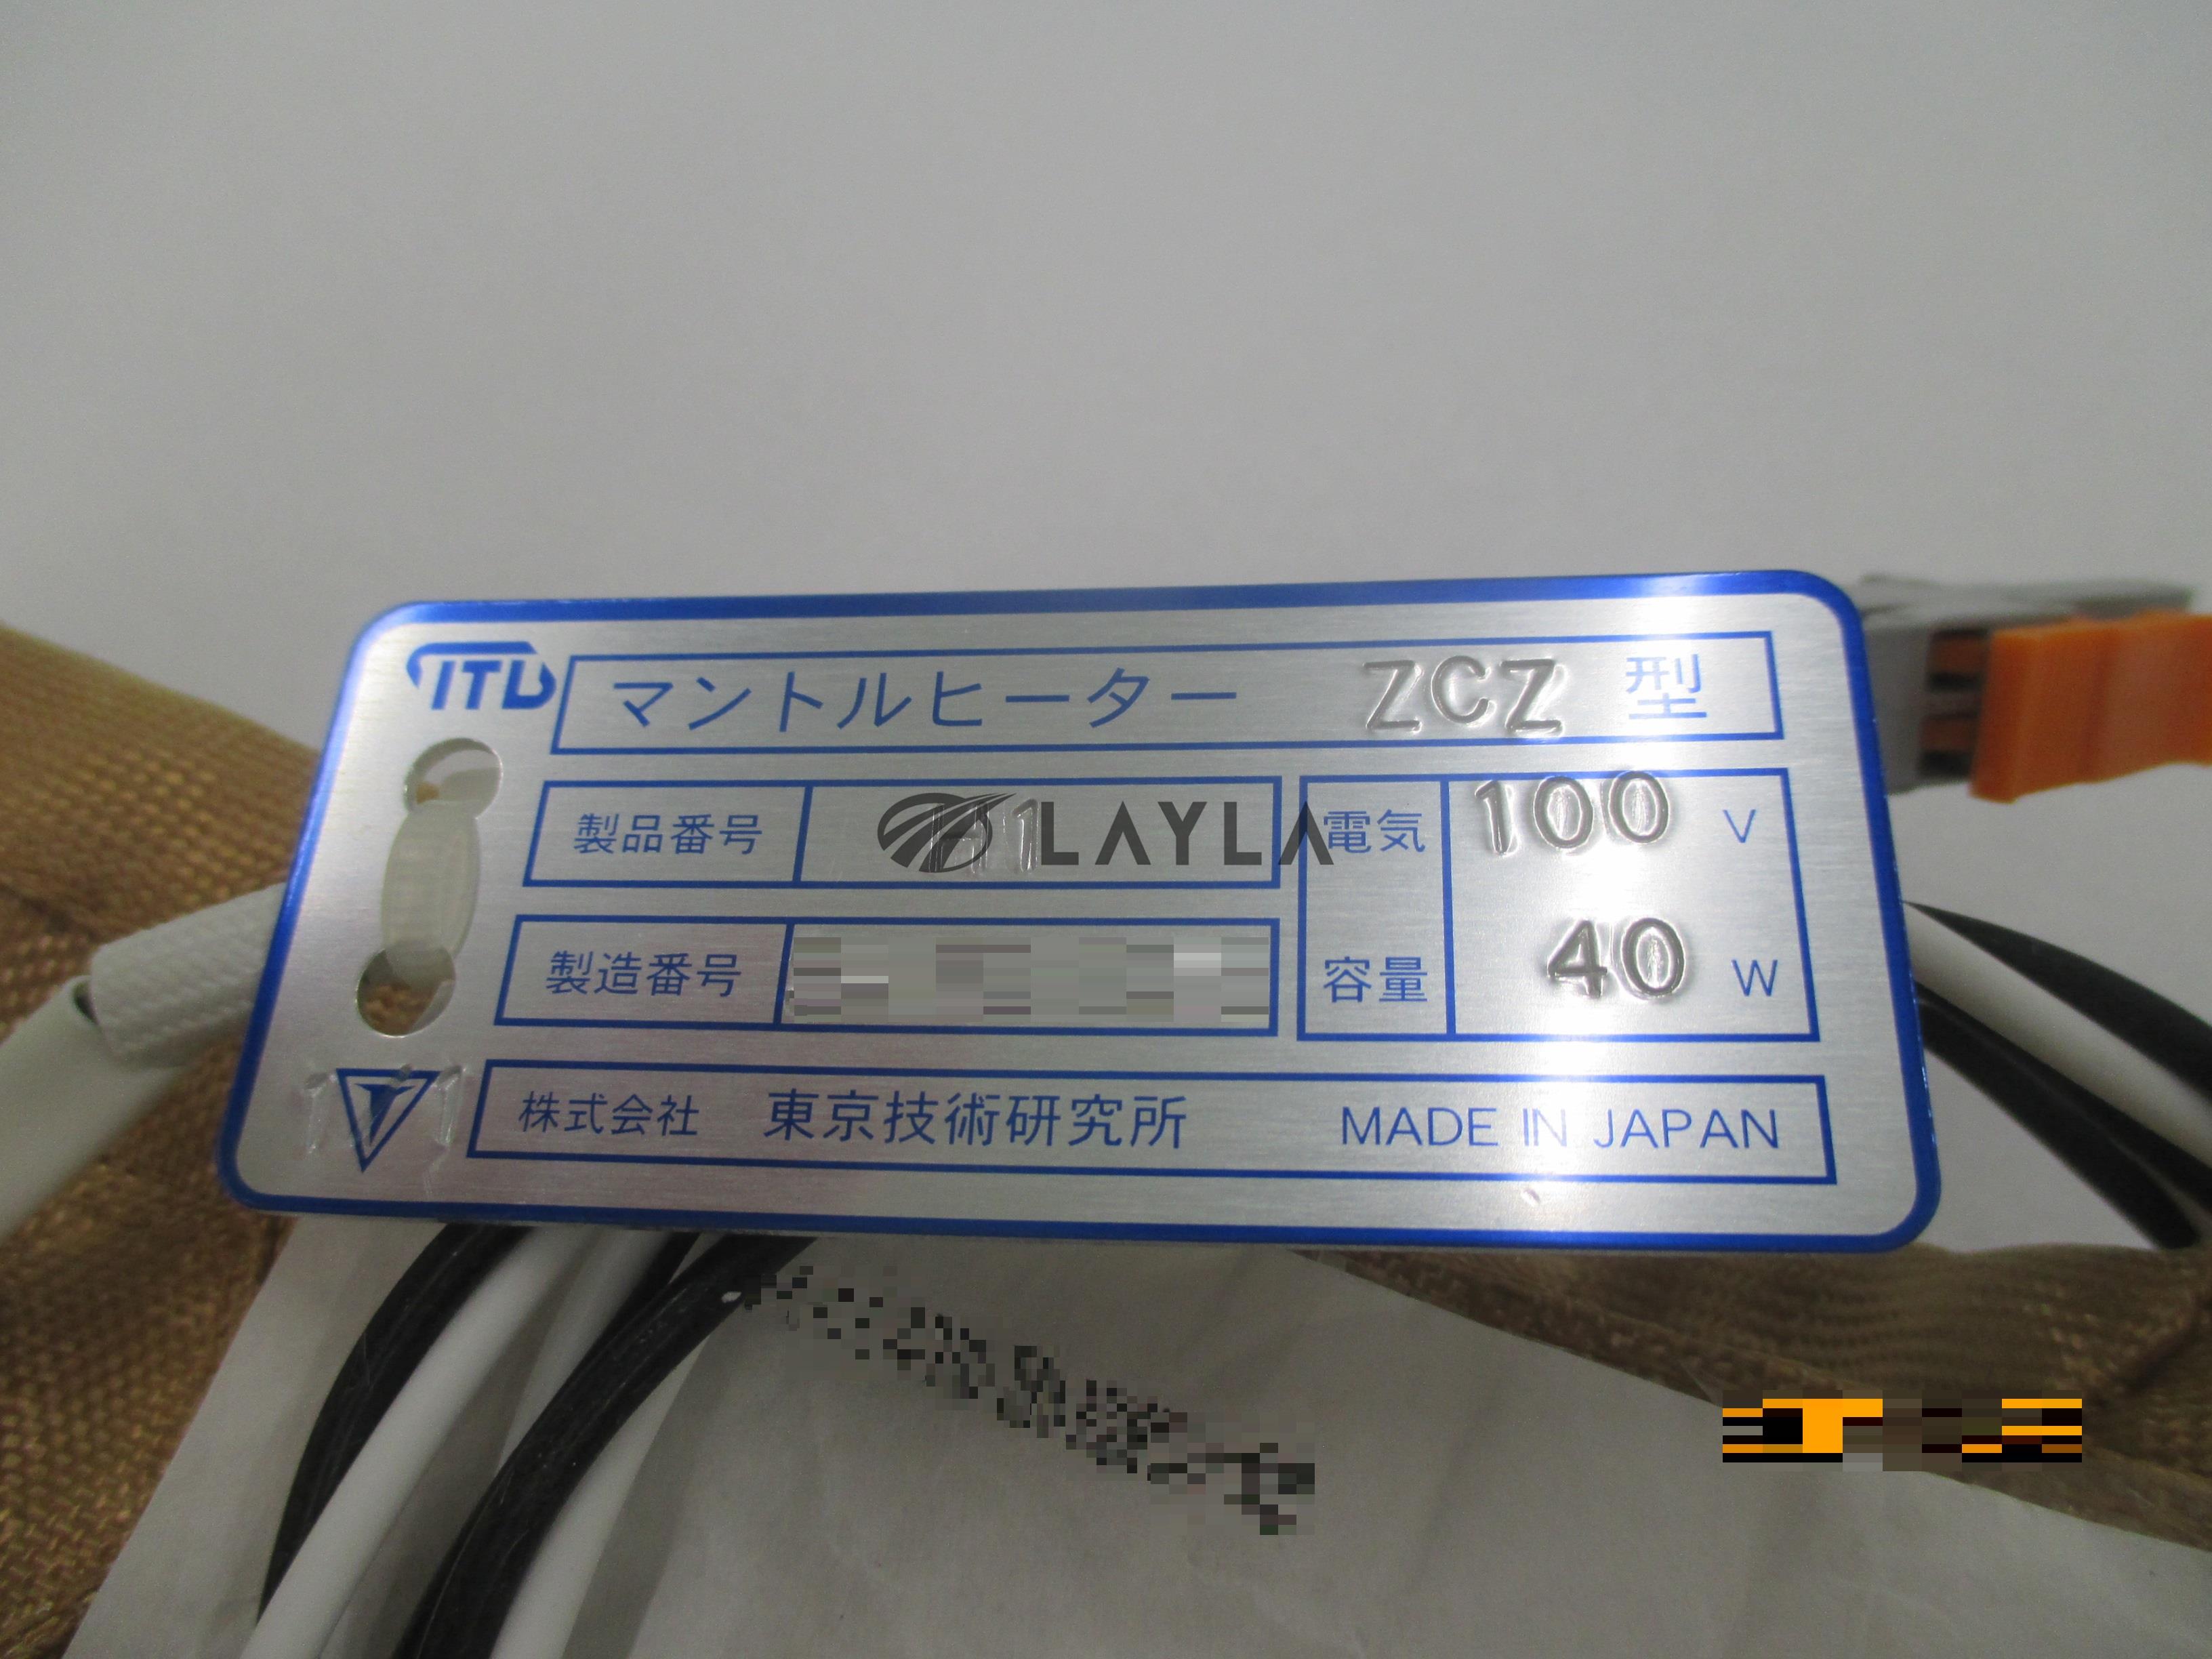 TTL マントルヒーター ZCZ 型
製品番号 11
LAYLA
電気 100 V
製造番号
容量 40 W
株式会社 東京技術研究所 MADE IN JAPAN